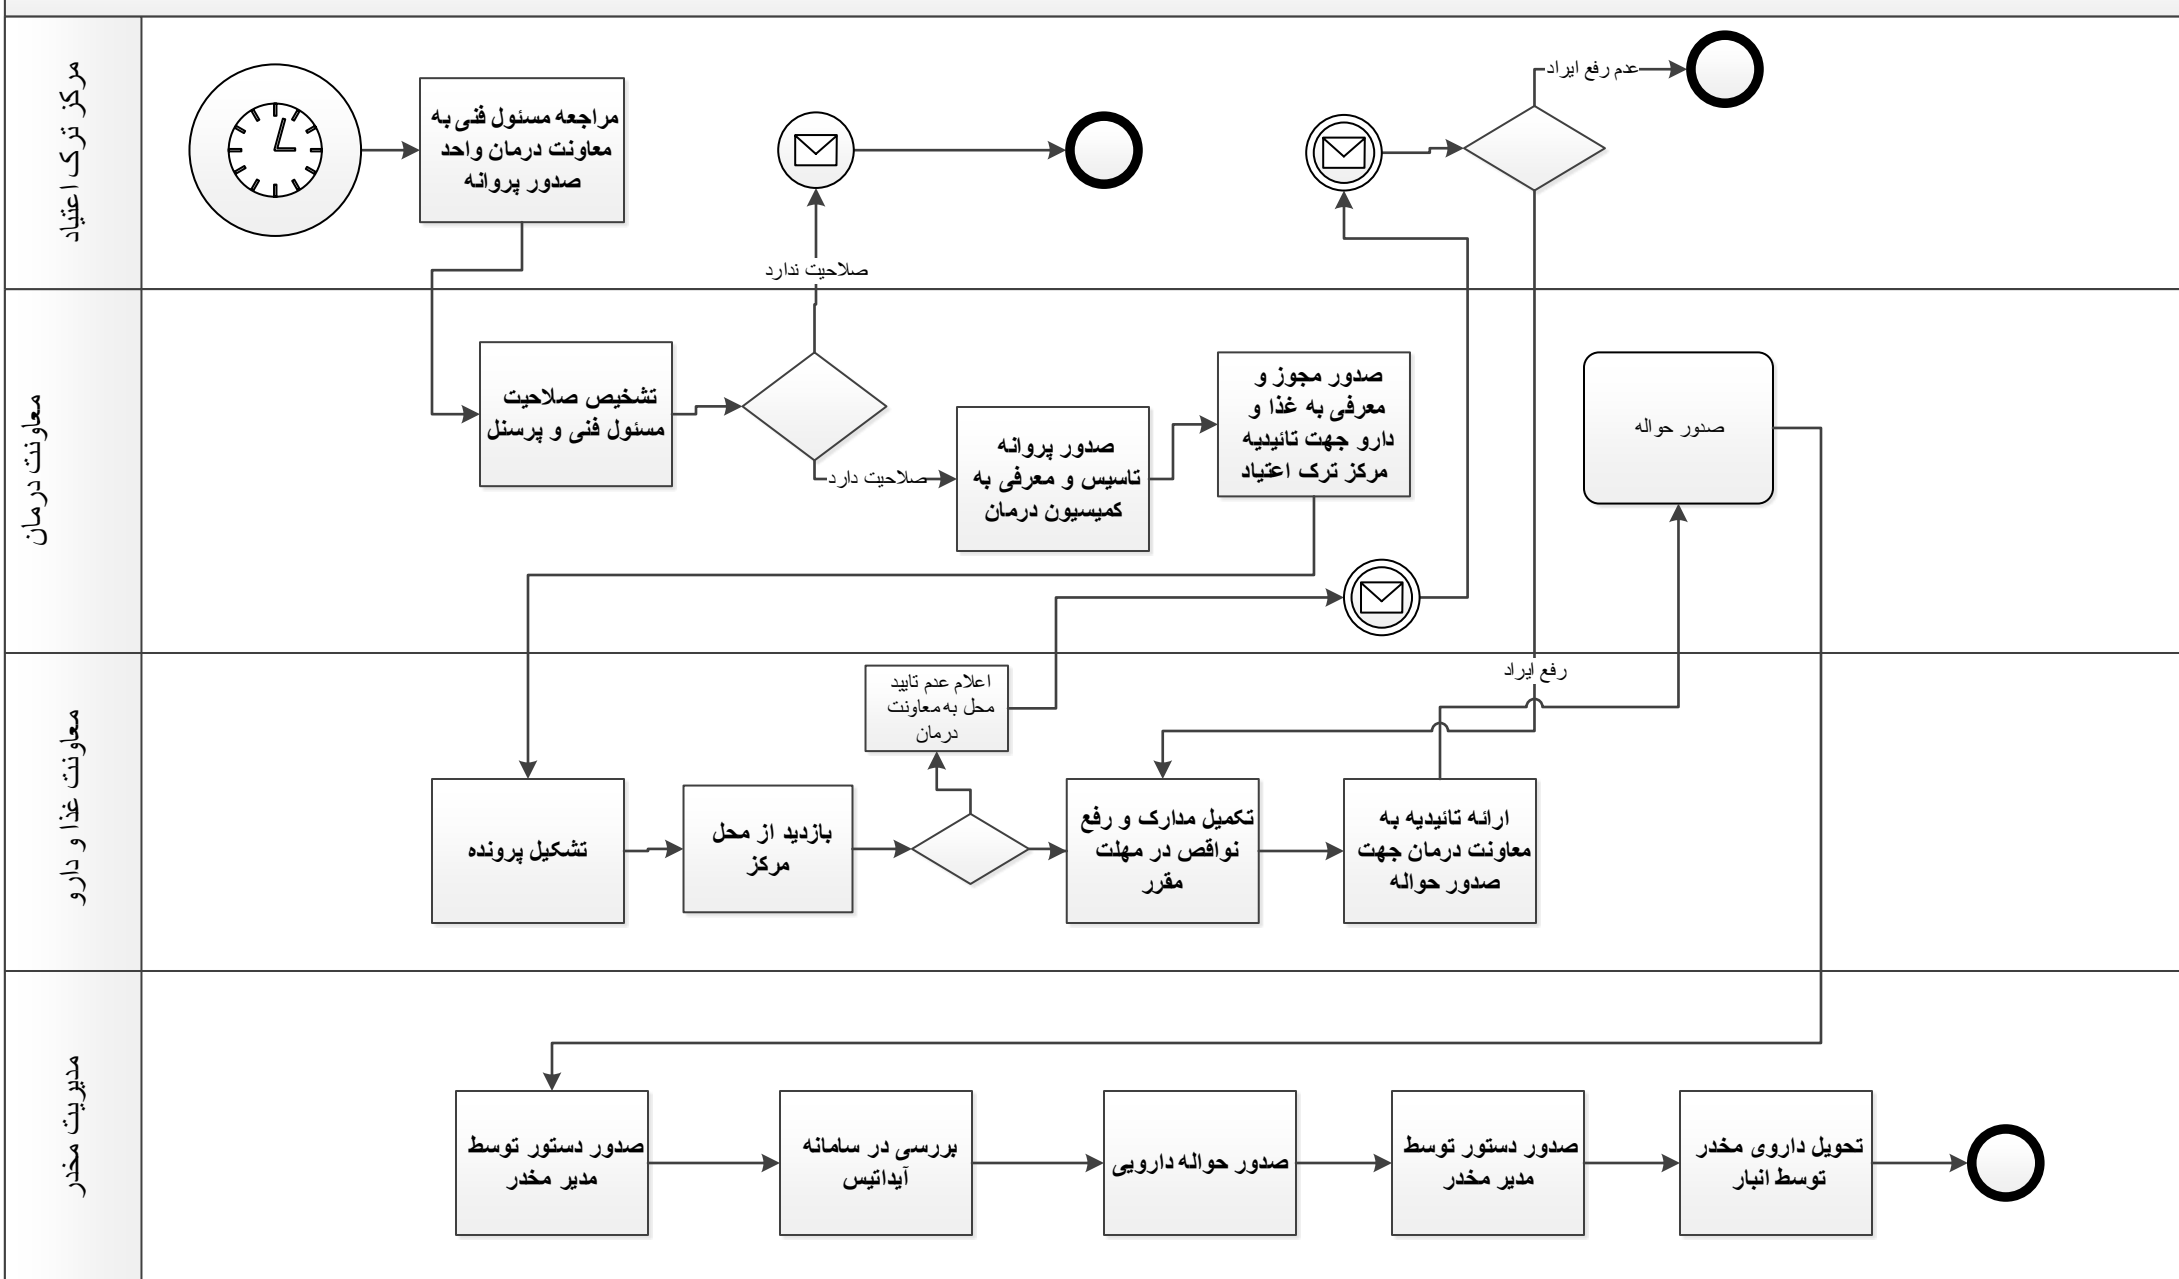 مرکز ترک اعتیاد
مراجعه مسئول فنی به
معاونت درمان واحد
صدور پروانه
عدم رفع ایراد
صلاحیت ندارد
معاونت درمان
تشخیص صلاحیت
مسئول فنی و پرسنل
صلاحیت دارد
صدور پروانه
تاسیس و معرفی به
کمیسیون درمان
صدور مجوز و
معرفی به غذا و
دارو جهت تائیدیه
مرکز ترک اعتیاد
صدور حواله
معاونت غذا و دارو
رفع ایراد
اعلام عدم تایید
محل به معاونت
درمان
تشکیل پرونده
بازدید از محل
مرکز
تکمیل مدارک و رفع
نواقص در مهلت
مقرر
ارائه تائیدیه به
معاونت درمان جهت
صدور حواله
مدیریت مخدر
صدور دستور توسط
مدیر مخدر
بررسی در سامانه
آیداتیس
صدور حواله دارویی
صدور دستور توسط
مدیر مخدر
تحویل داروی مخدر
توسط انبار